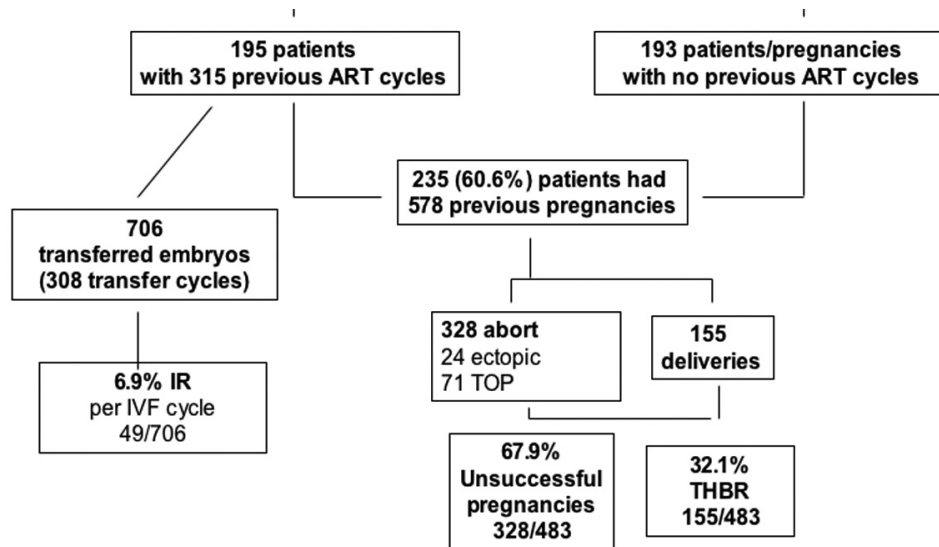 195 patients
with 315 previous ART cycles
193 patients/pregnancies
with no previous ART cycles
235 (60.6%) patients had
578 previous pregnancies
706
transferred embryos
(308 transfer cycles)
328 abort
24 ectopic
71 TOP
155
deliveries
6.9% IR
per IVF cycle
49/706
67.9%
Unsuccessful
pregnancies
328/483
32.1%
THBR
155/483